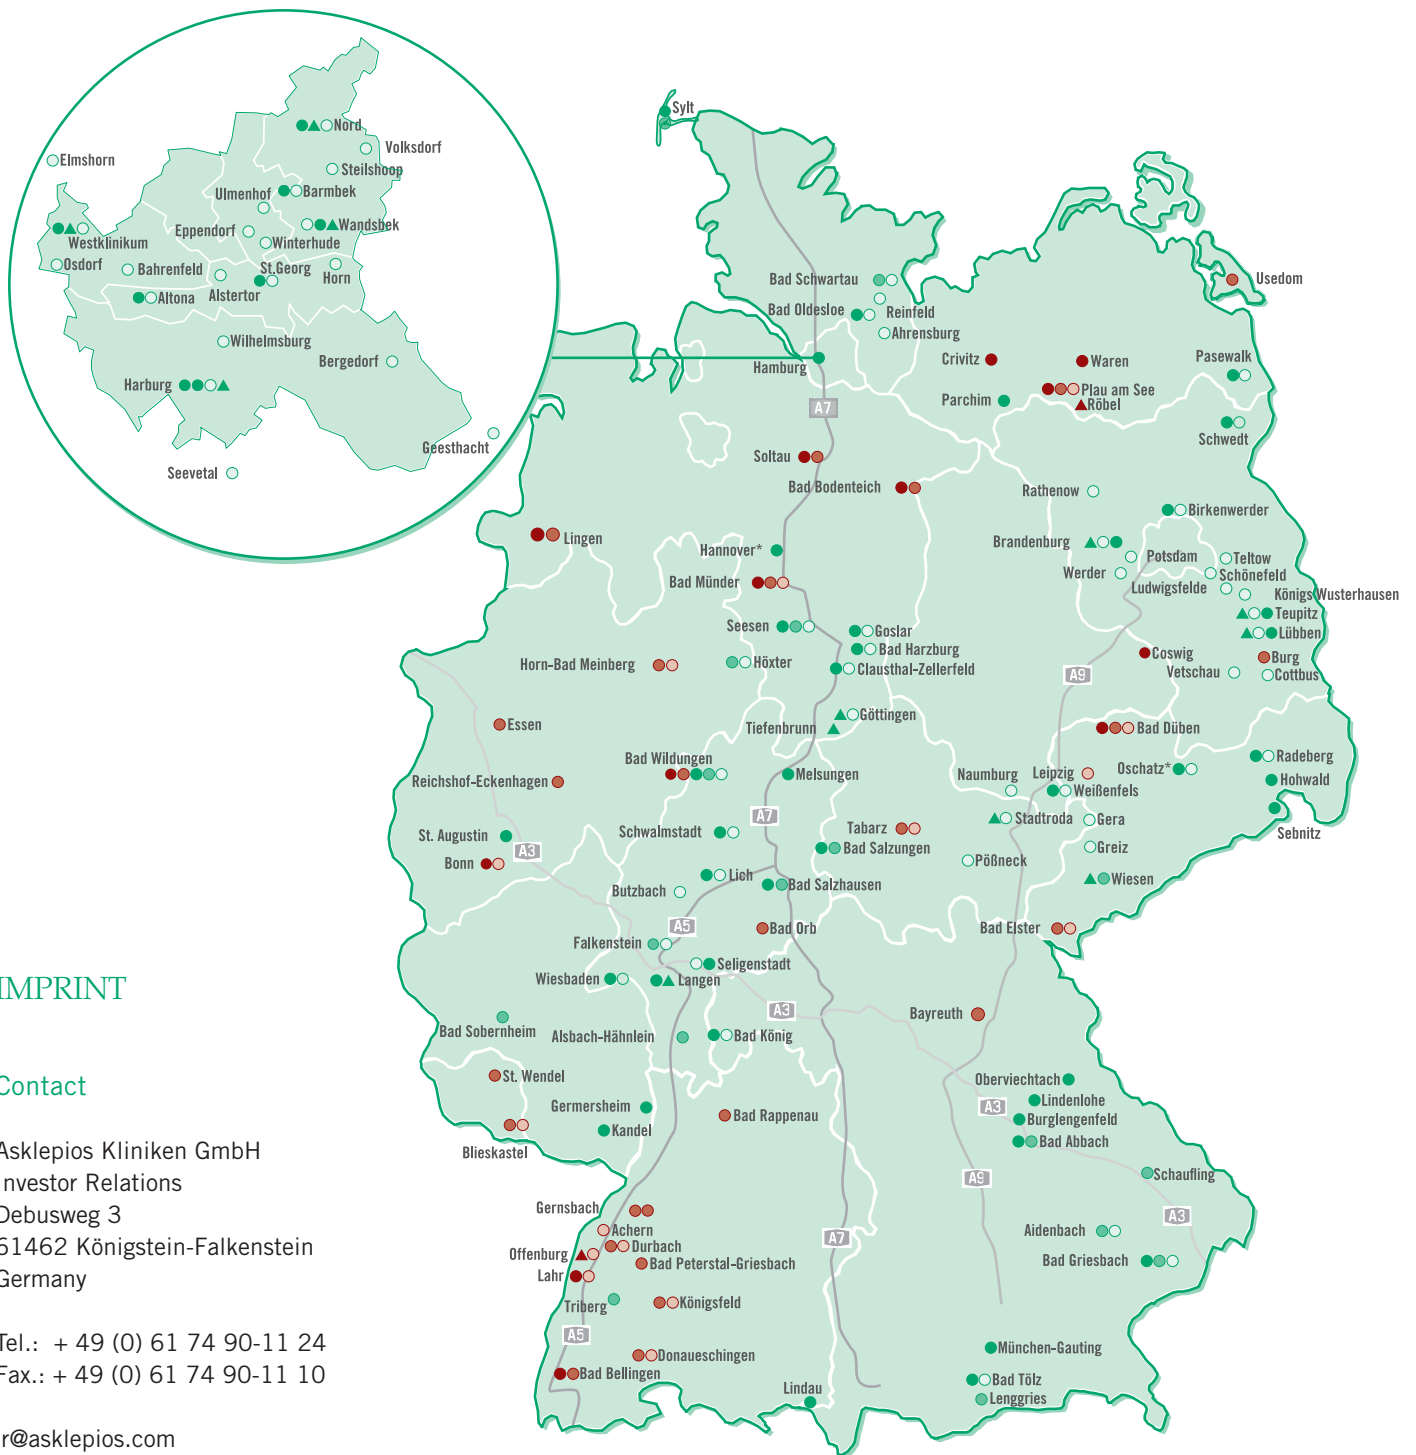 Nord
Volksdorf
Elmshorn
Steilshoop
Ulmenhof
Barmbek
Eppendorf
Wandsbek
Westklinikum
Winterhude
Osdorf
Bahrenfeld
St.Georg
Horn
Alstertor
Altona
Wilhelmsburg
Bergedorf
Harburg
Geesthacht
Seevetal
Sylt
Bad Schwartau
Usedom
Bad Oldesloe
Reinfeld
Ahrensburg
Hamburg
Crivitz
Waren
Pasewalk
Plau am See
Parchim
Röbel
A7
Schwedt
Soltau
Bad Bodenteich
Rathenow
Birkenwerder
Lingen
Hannover*
Brandenburg
Potsdam
Teltow
Bad Münder
Werder
Schönefeld
Ludwigsfelde
Königs Wusterhausen
Teupitz
Seesen
Goslar
Lübben
Bad Harzburg
Horn-Bad Meinberg
Höxter
Clausthal-Zellerfeld
Coswig
Burg
A9
Vetschau
Cottbus
Essen
Göttingen
Tiefenbrunn
Bad Düben
Bad Wildungen
Radeberg
Reichshof-Eckenhagen
Melsungen
Naumburg
Leipzig
Oschatz*
Hohwald
Weißenfels
Sebnitz
A7
Stadtroda
Gera
St. Augustin
Schwalmstadt
Tabarz
A3
Bad Salzungen
Greiz
Bonn
Pößneck
Lich
Butzbach
Bad Salzhausen
Wiesen
A5
Bad Orb
Bad Elster
Falkenstein
Seligenstadt
Wiesbaden
Langen
IMPRINT
A3
Bayreuth
Bad Sobernheim
Alsbach-Hähnlein
Bad König
St. Wendel
Oberviechtach
Contact
Lindenlohe
Germersheim
A3
Bad Rappenau
Burglengenfeld
Kandel
Bad Abbach
Blieskastel
Asklepios Kliniken GmbH
Investor Relations
Schaufling
A9
Debusweg 3
Gernsbach
A3
Achern
Aidenbach
A7
61462 Königstein-Falkenstein
Durbach
Offenburg
Bad Peterstal-Griesbach
Bad Griesbach
Germany
Lahr
Triberg
Königsfeld
A5
Tel.: + 49 (0) 61 74 90-11 24
München-Gauting
Donaueschingen
Fax.: + 49 (0) 61 74 90-11 10
Bad Bellingen
Bad Tölz
Lindau
Lenggries
r@asklepios.com